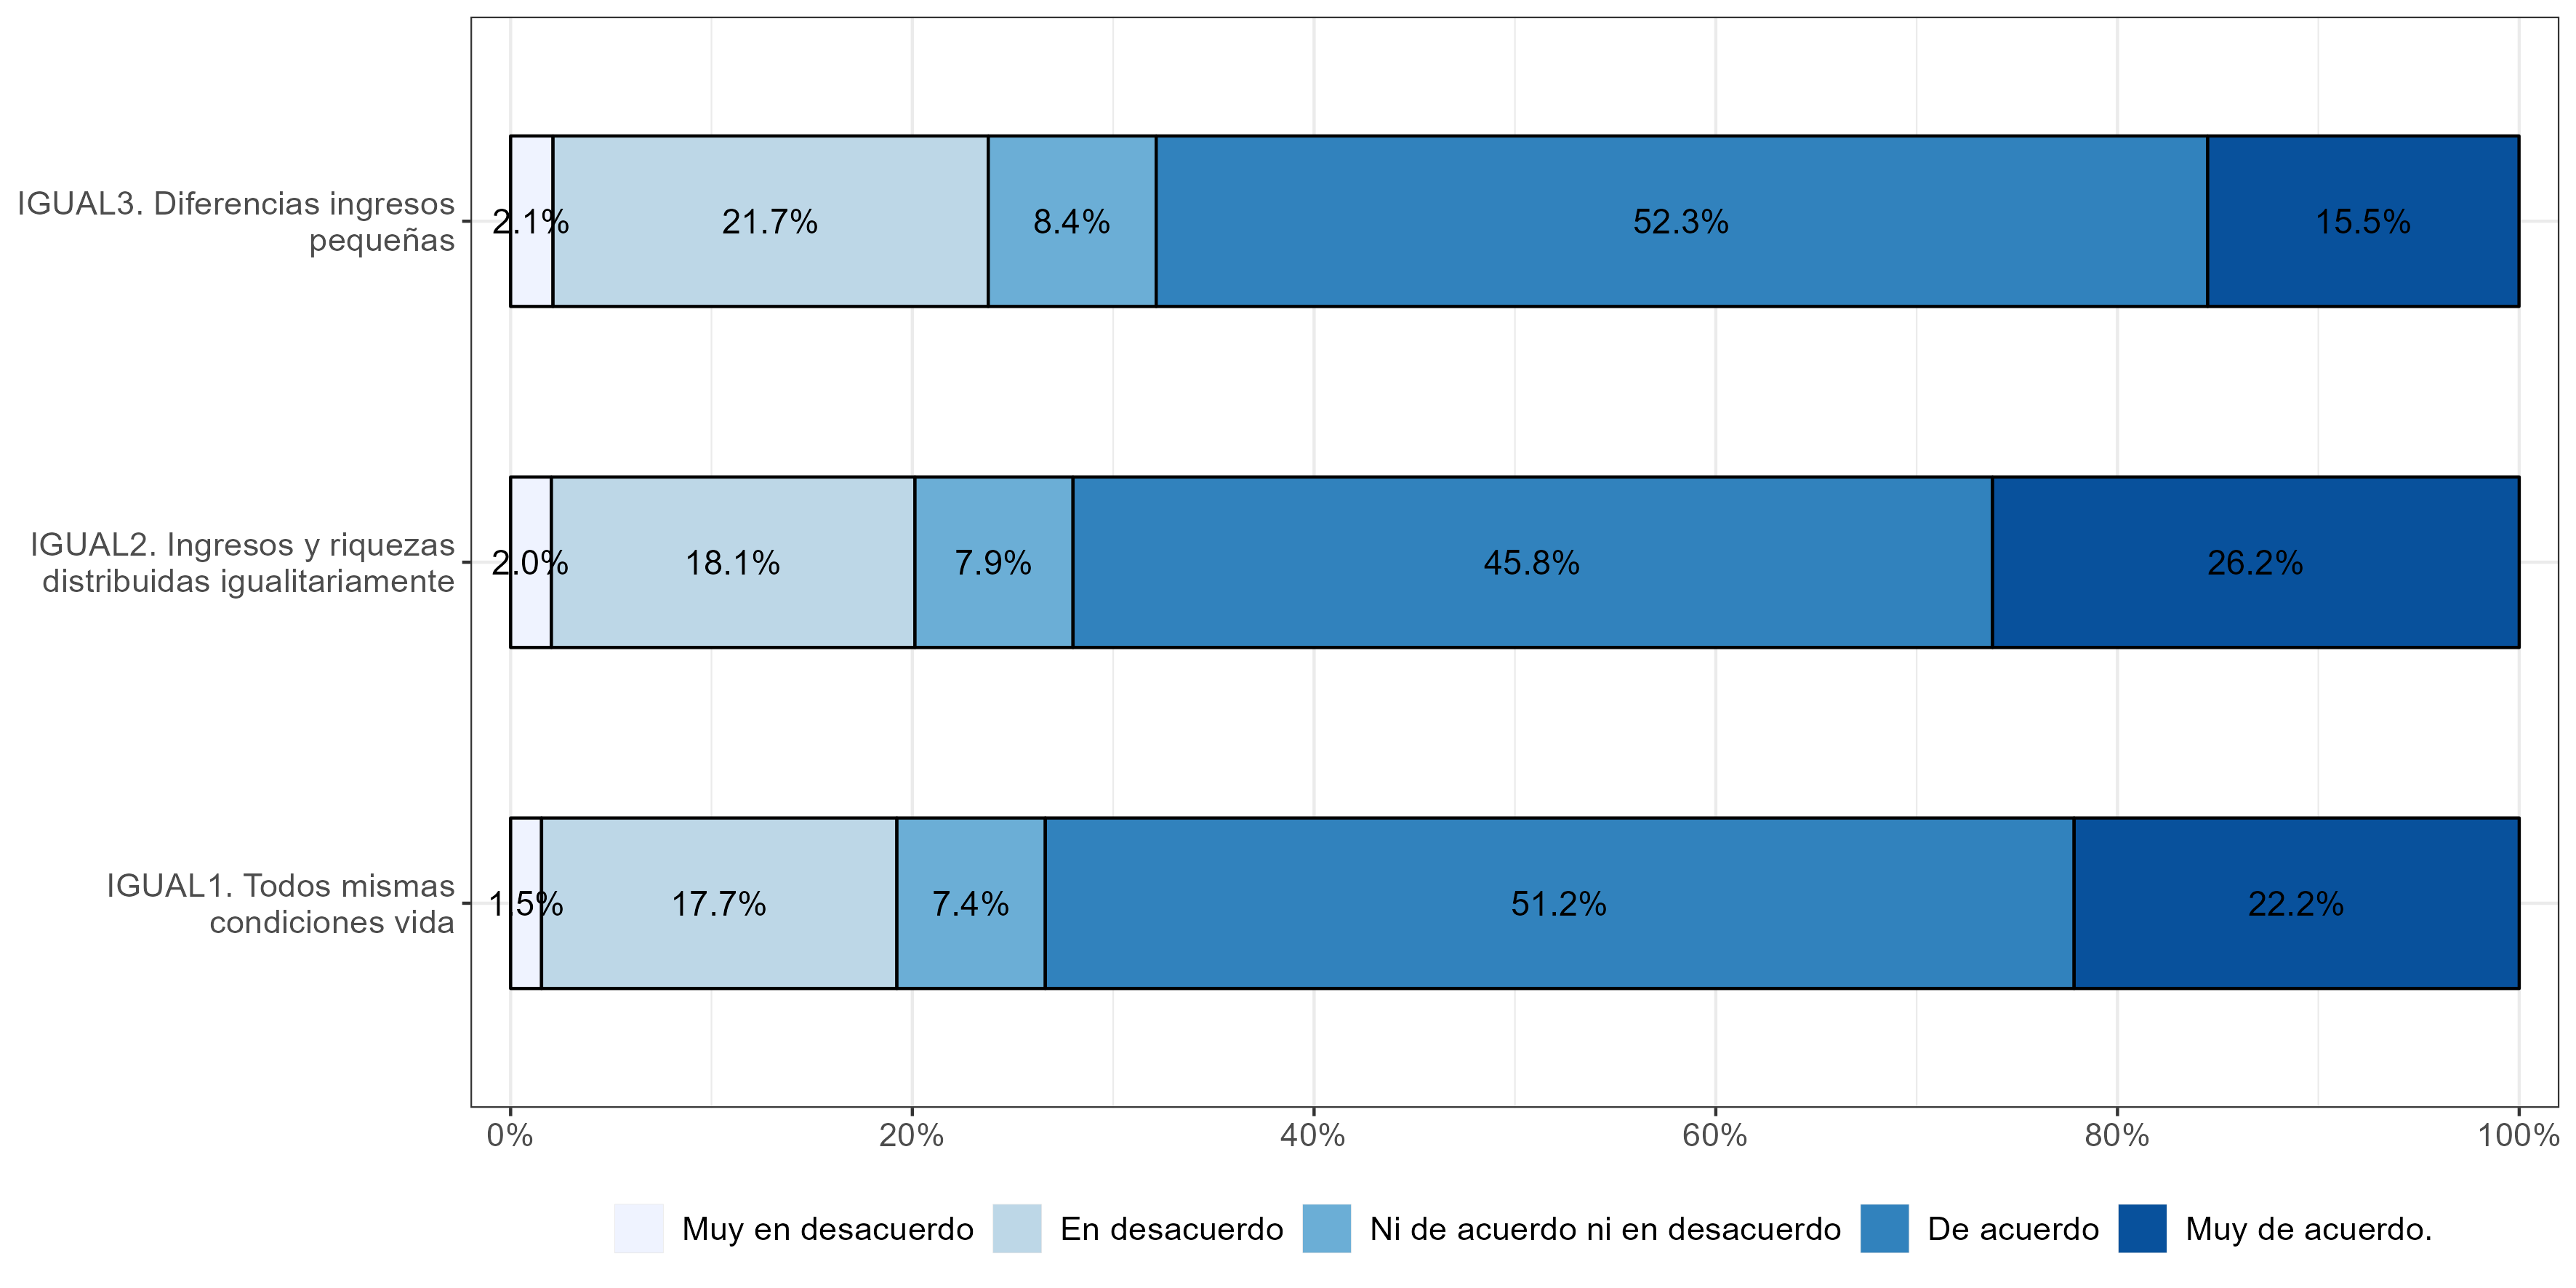 IGUAL3. Diferencias ingresos
pequeñas
2.1% 21.7% 8.4% 52.3% 15.5%
IGUAL2. Ingresos y riquezas
distribuidas igualitariamente
2.0% 18.1% 7.9% 45.8% 26.2%
IGUAL1. Todos mismas
condiciones vida
1.5% 17.7% 7.4% 51.2% 22.2%
0% 20% 40% 60% 80% 100%
Muy en desacuerdo En desacuerdo Ni de acuerdo ni en desacuerdo De acuerdo Muy de acuerdo.